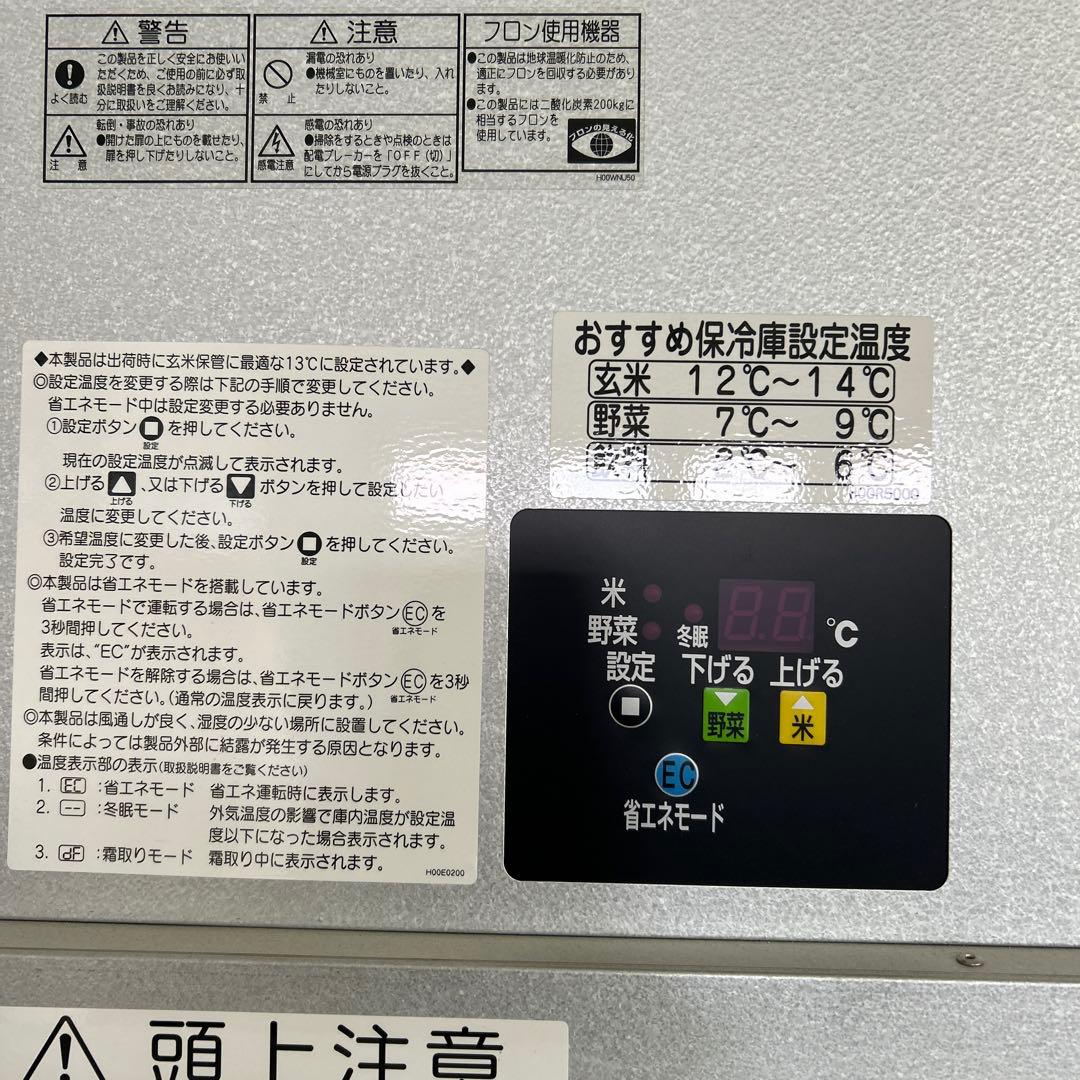 警告
この製品を正しく安全にお使い
ただくため、ご使用の前に必ず取
扱説明書を良くお読みになり、十
分に取扱いをご理解ください。
よく読む
転倒・事故の恐れあり
●開けた扉の上にものを載せたり、
扉を押し下げたりしないこと。
注意
注意
漏電の恐れあり
●機械室にものを置いたり、入れ
たりしないこと。
禁止
感電の恐れあり
●掃除をするときや点検のときは
配電ブレーカーを「OFF(切)」
にしてから電源プラグを抜くこと。
感電注意
フロン使用機器
●この製品は地球温暖化防止のため、
適正にフロンを回収する必要があり
ます。
●この製品には二酸化炭素200kgに
相当するフロンを
使用しています。
フロンの見える化
H00WNU50
◆本製品は出荷時に玄米保管に最適な13℃に設定されています。◆
◎設定温度を変更する際は下記の手順で変更してください。
省エネモード中は設定変更する必要ありません。
①設定ボタン 設定 を押してください。
現在の設定温度が点滅して表示されます。
②上げる 上げる 、又は下げる 下げる ボタンを押して設定したい
温度に変更してください。
③希望温度に変更した後、設定ボタン 設定 を押してください。
設定完了です。
◎本製品は省エネモードを搭載しています。
省エネモードで運転する場合は、省エネモードボタン EC 省エネモード を
3秒間押してください。
表示は、“EC”が表示されます。
省エネモードを解除する場合は、省エネモードボタン EC 省エネモード を3秒
間押してください。(通常の温度表示に戻ります。)
◎本製品は風通しが良く、湿度の少ない場所に設置してください。
条件によっては製品外部に結露が発生する原因となります。
●温度表示部の表示(取扱説明書をご覧ください)
1. EC :省エネモード 省エネ運転時に表示します。
2. -- :冬眠モード 外気温度の影響で庫内温度が設定温
度以下になった場合表示されます。
3. dF :霜取りモード 霜取り中に表示されます。
H00E0200
おすすめ保冷庫設定温度
玄米 12℃〜14℃
野菜 7℃〜 9℃
℃〜 6℃
H0GR5000
米
野菜
冬眠
8.8
℃
設定 下げる 上げる
野菜
米
EC
省エネモード
頭上注意